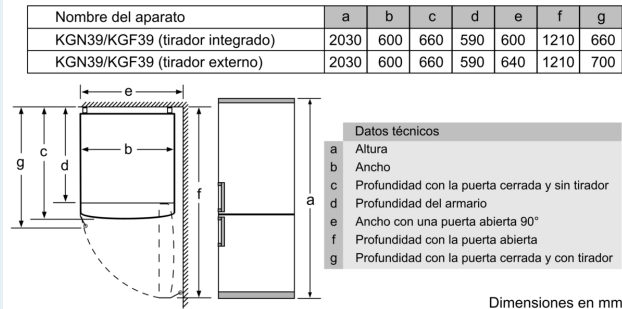 Nombre del aparato a b c d e f g
KGN39/KGF39 (tirador integrado) 2030 600 660 590 600 1210 660
KGN39/KGF39 (tirador externo) 2030 600 660 590 640 1210 700
e
g
c
d
b
f
a
Datos técnicos
a Altura
b Ancho
c Profundidad con la puerta cerrada y sin tirador
d Profundidad del armario
e Ancho con una puerta abierta 90°
f Profundidad con la puerta abierta
g Profundidad con la puerta cerrada y con tirador
Dimensiones en mm